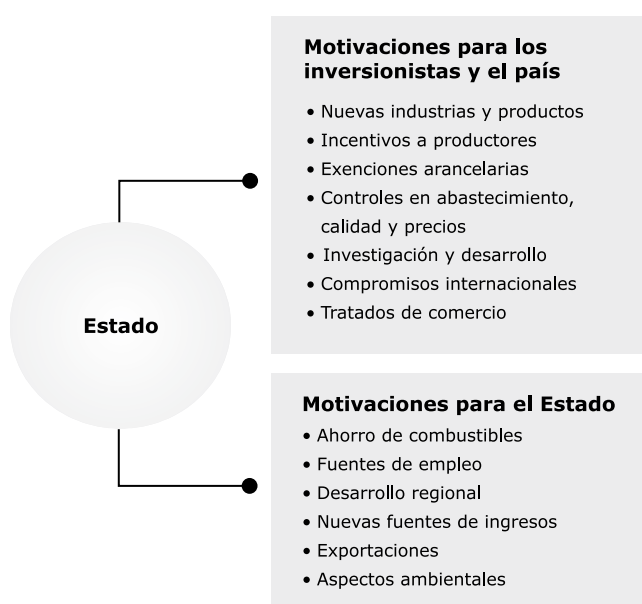 Motivaciones para los
inversionistas y el país
• Nuevas industrias y productos
• Incentivos a productores
• Exenciones arancelarias
• Controles en abastecimiento,
calidad y precios
• Investigación y desarrollo
• Compromisos internacionales
• Tratados de comercio
Estado
Motivaciones para el Estado
• Ahorro de combustibles
• Fuentes de empleo
• Desarrollo regional
• Nuevas fuentes de ingresos
• Exportaciones
• Aspectos ambientales